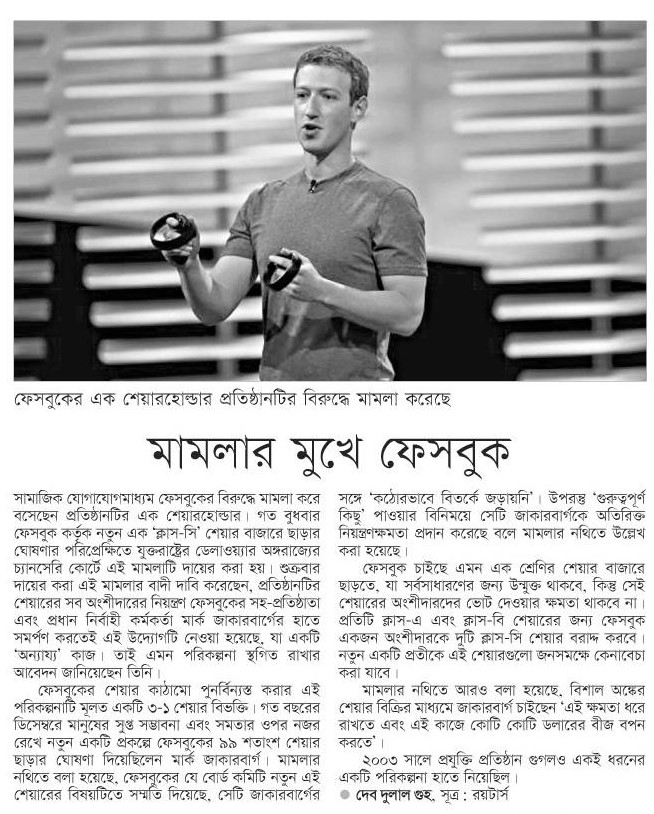 ফেসবুকের এক শেয়ারহোল্ডার প্রতিষ্ঠানটির বিরুদ্ধে মামলা করেছে
মামলার মুখে ফেসবুক
সামাজিক যোগাযোগমাধ্যম ফেসবুকের বিরুদ্ধে মামলা করে
বসেছেন প্রতিষ্ঠানটির এক শেয়ারহোল্ডার। গত বুধবার
ফেসবুক কর্তৃক নতুন এক ‘ক্লাস-সি’ শেয়ার বাজারে ছাড়ার
ঘোষণার পরিপ্রেক্ষিতে যুক্তরাষ্ট্রের ডেলাওয়্যার অঙ্গরাজ্যের
চ্যানসেরি কোর্টে এই মামলাটি দায়ের করা হয়। শুক্রবার
দায়ের করা এই মামলার বাদী দাবি করেছেন, প্রতিষ্ঠানটির
শেয়ারের সব অংশীদারের নিয়ন্ত্রণ ফেসবুকের সহ-প্রতিষ্ঠাতা
এবং প্রধান নির্বাহী কর্মকর্তা মার্ক জাকারবার্গের হাতে
সমর্পণ করতেই এই উদ্যোগটি নেওয়া হয়েছে, যা একটি
‘অন্যায্য’ কাজ। তাই এমন পরিকল্পনা স্থগিত রাখার
আবেদন জানিয়েছেন তিনি।
ফেসবুকের শেয়ার কাঠামো পুনর্বিন্যস্ত করার এই
পরিকল্পনাটি মূলত একটি ৩-১ শেয়ার বিভক্তি। গত বছরের
ডিসেম্বরে মানুষের সুপ্ত সম্ভাবনা এবং সমতার ওপর নজর
রেখে নতুন একটি প্রকল্পে ফেসবুকের ৯৯ শতাংশ শেয়ার
ছাড়ার ঘোষণা দিয়েছিলেন মার্ক জাকারবার্গ। মামলার
নথিতে বলা হয়েছে, ফেসবুকের যে বোর্ড কমিটি নতুন এই
শেয়ারের বিষয়টিতে সম্মতি দিয়েছে, সেটি জাকারবার্গের
সঙ্গে ‘কঠোরভাবে বিতর্কে জড়ায়নি’। উপরন্তু ‘গুরুত্বপূর্ণ
কিছু’ পাওয়ার বিনিময়ে সেটি জাকারবার্গকে অতিরিক্ত
নিয়ন্ত্রণক্ষমতা প্রদান করেছে বলে মামলার নথিতে উল্লেখ
করা হয়েছে।
ফেসবুক চাইছে এমন এক শ্রেণির শেয়ার বাজারে
ছাড়তে, যা সর্বসাধারণের জন্য উন্মুক্ত থাকবে, কিন্তু সেই
শেয়ারের অংশীদারদের ভোট দেওয়ার ক্ষমতা থাকবে না।
প্রতিটি ক্লাস-এ এবং ক্লাস-বি শেয়ারের জন্য ফেসবুক
একজন অংশীদারকে দুটি ক্লাস-সি শেয়ার বরাদ্দ করবে।
নতুন একটি প্রতীকে এই শেয়ারগুলো জনসমক্ষে কেনাবেচা
করা যাবে।
মামলার নথিতে আরও বলা হয়েছে, বিশাল অঙ্কের
শেয়ার বিক্রির মাধ্যমে জাকারবার্গ চাইছেন ‘এই ক্ষমতা ধরে
রাখতে এবং এই কাজে কোটি কোটি ডলারের বীজ বপন
করতে’।
২০০৩ সালে প্রযুক্তি প্রতিষ্ঠান গুগলও একই ধরনের
একটি পরিকল্পনা হাতে নিয়েছিল।
● দেব দুলাল গুহ, সূত্র : রয়টার্স